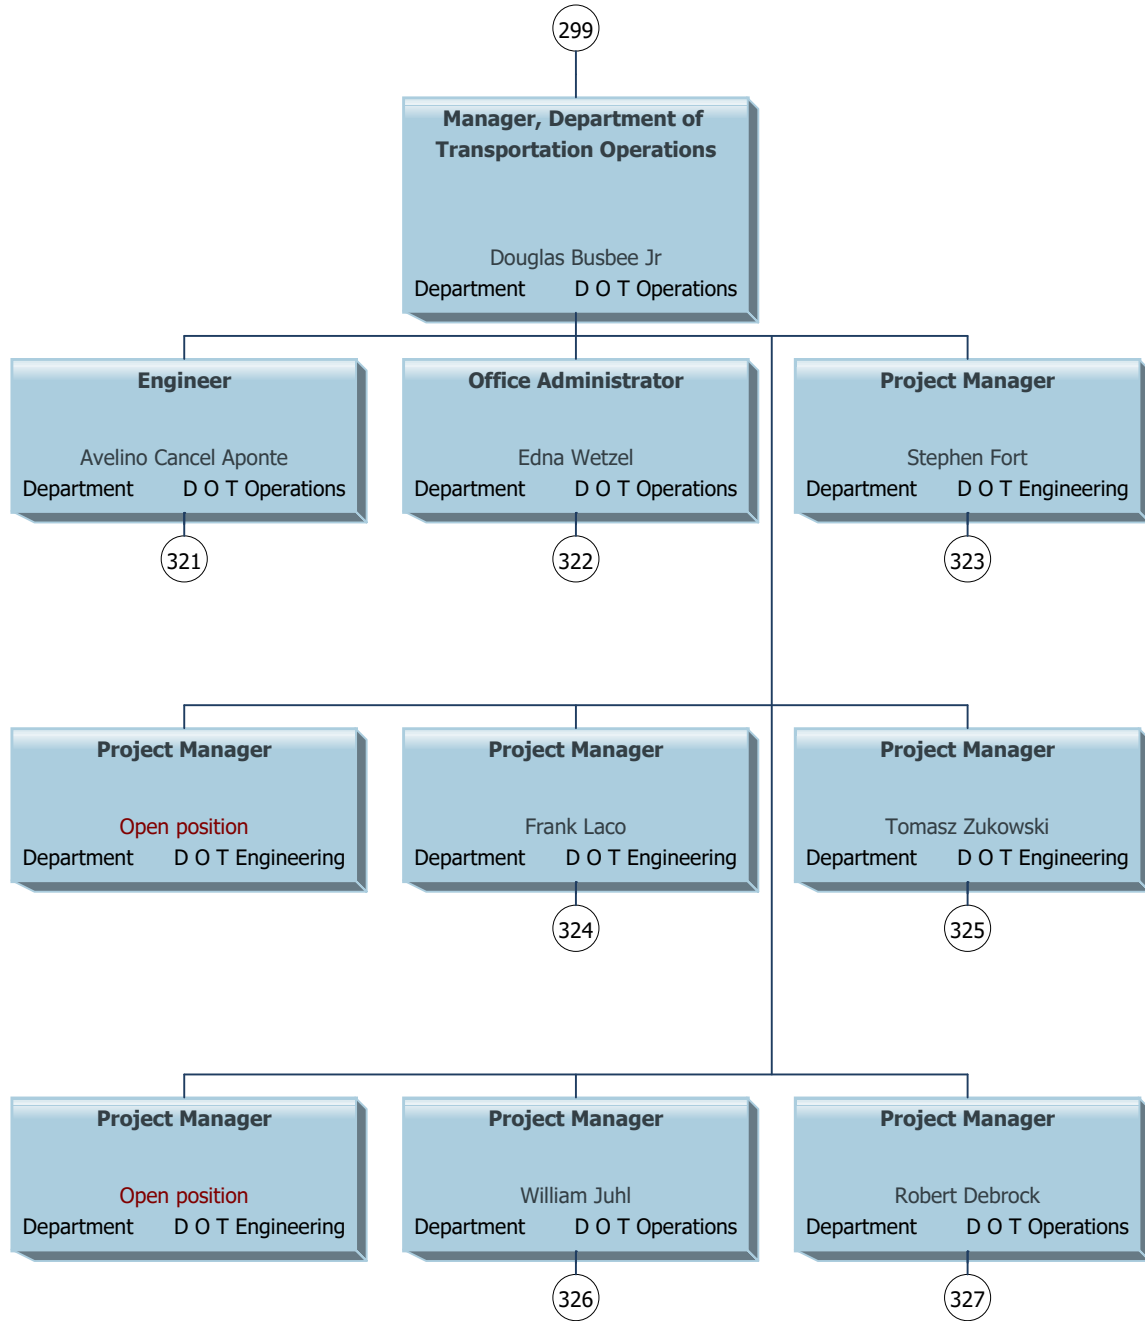 299
Manager, Department of
Transportation Operations
Douglas Busbee Jr
Department D O T Operations
Engineer
Avelino Cancel Aponte
Department D O T Operations
321
Office Administrator
Edna Wetzel
Department D O T Operations
322
Project Manager
Stephen Fort
Department D O T Engineering
323
Project Manager
Open position
Department D O T Engineering
Project Manager
Frank Laco
Department D O T Engineering
324
Project Manager
Tomasz Zukowski
Department D O T Engineering
325
Project Manager
Open position
Department D O T Engineering
Project Manager
William Juhl
Department D O T Operations
326
Project Manager
Robert Debrock
Department D O T Operations
327